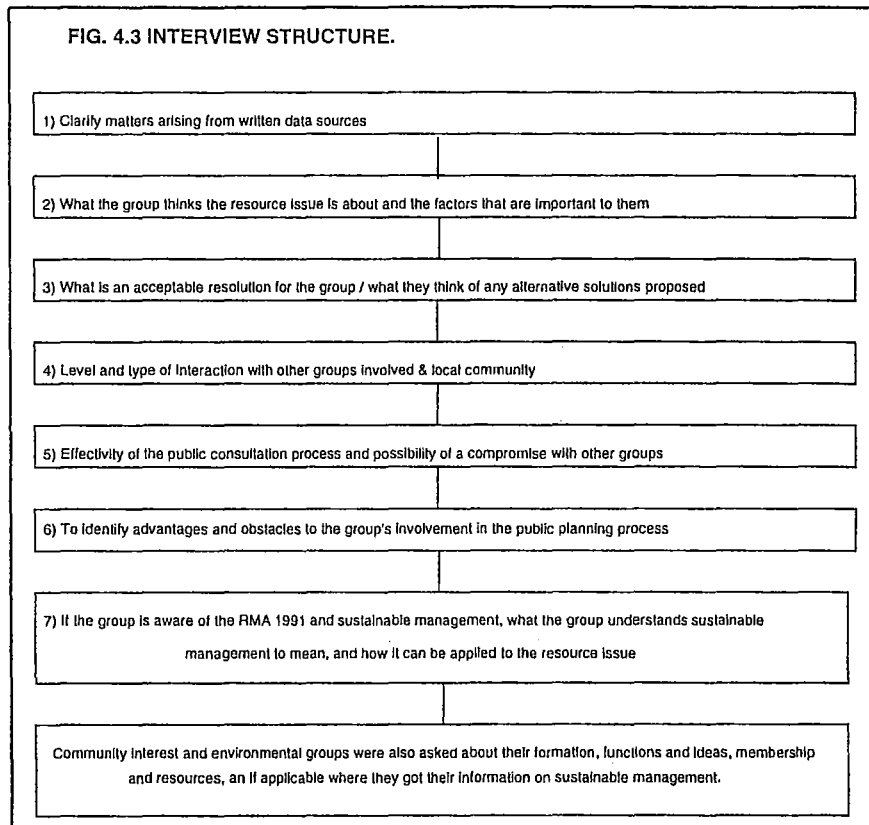 FIG. 4.3 INTERVIEW STRUCTURE.
1) Clarify matters arising from written data sources
2) What the group thinks the resource issue is about and the factors that are important to them
3) What is an acceptable resolution for the group / what they think of any alternative solutions proposed
4) Level and type of interaction with other groups involved & local community
5) Effectivity of the public consultation process and possibility of a compromise with other groups
6) To identify advantages and obstacles to the group's involvement in the public planning process
7) If the group is aware of the RMA 1991 and sustainable management, what the group understands sustainable
management to mean, and how it can be applied to the resource issue
Community interest and environmental groups were also asked about their formation, functions and ideas, membership
and resources, an if applicable where they got their information on sustainable management.